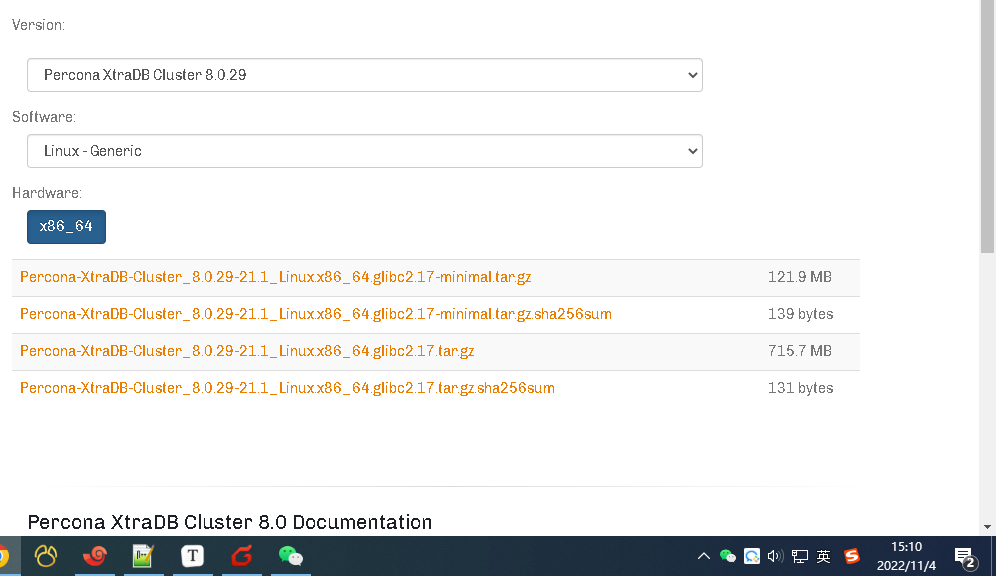 Version:
Percona XtraDB Cluster 8.0.29
Software:
Linux - Generic
Hardware:
x86_64
Percona-XtraDB-Cluster_8.0.29-21.1_Linux.x86_64.glibc2.17-minimal.tar.gz 121.9 MB
Percona-XtraDB-Cluster_8.0.29-21.1_Linux.x86_64.glibc2.17-minimal.tar.gz.sha256sum 139 bytes
Percona-XtraDB-Cluster_8.0.29-21.1_Linux.x86_64.glibc2.17.tar.gz 715.7 MB
Percona-XtraDB-Cluster_8.0.29-21.1_Linux.x86_64.glibc2.17.tar.gz.sha256sum 131 bytes
Percona XtraDB Cluster 8.0 Documentation
T
英
S
15:10
2022/11/4
2